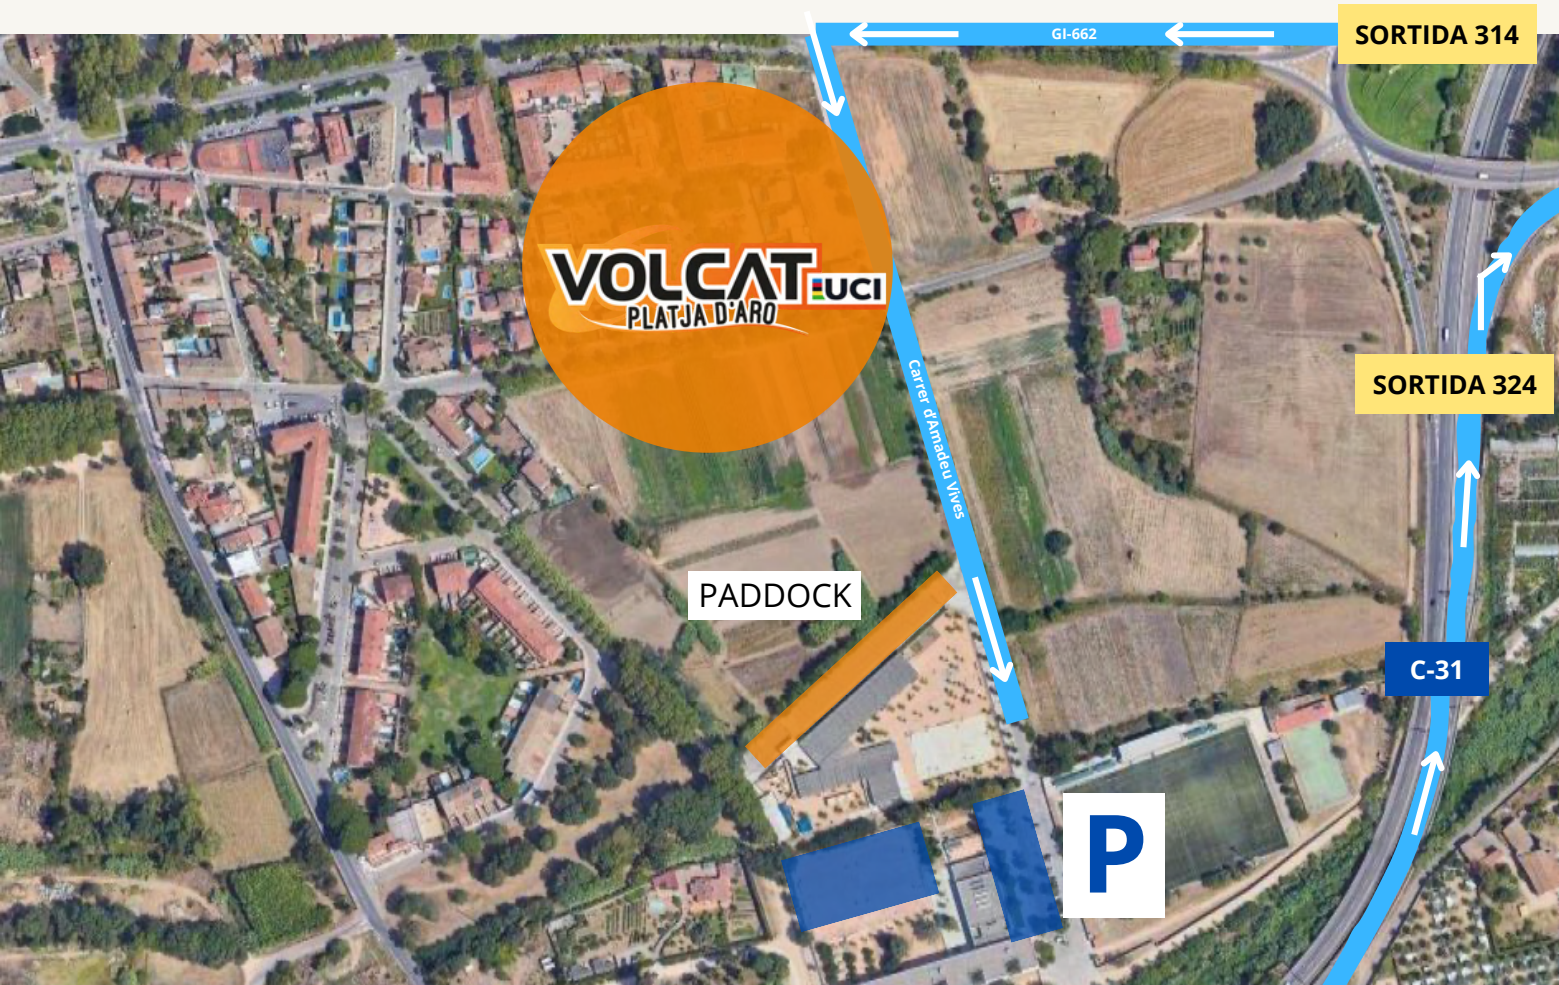 GI-662
SORTIDA 314
VOLCAT
UCI
PLATJA D'ARO
Carrer d'Amadeu Vives
SORTIDA 324
PADDOCK
C-31
P